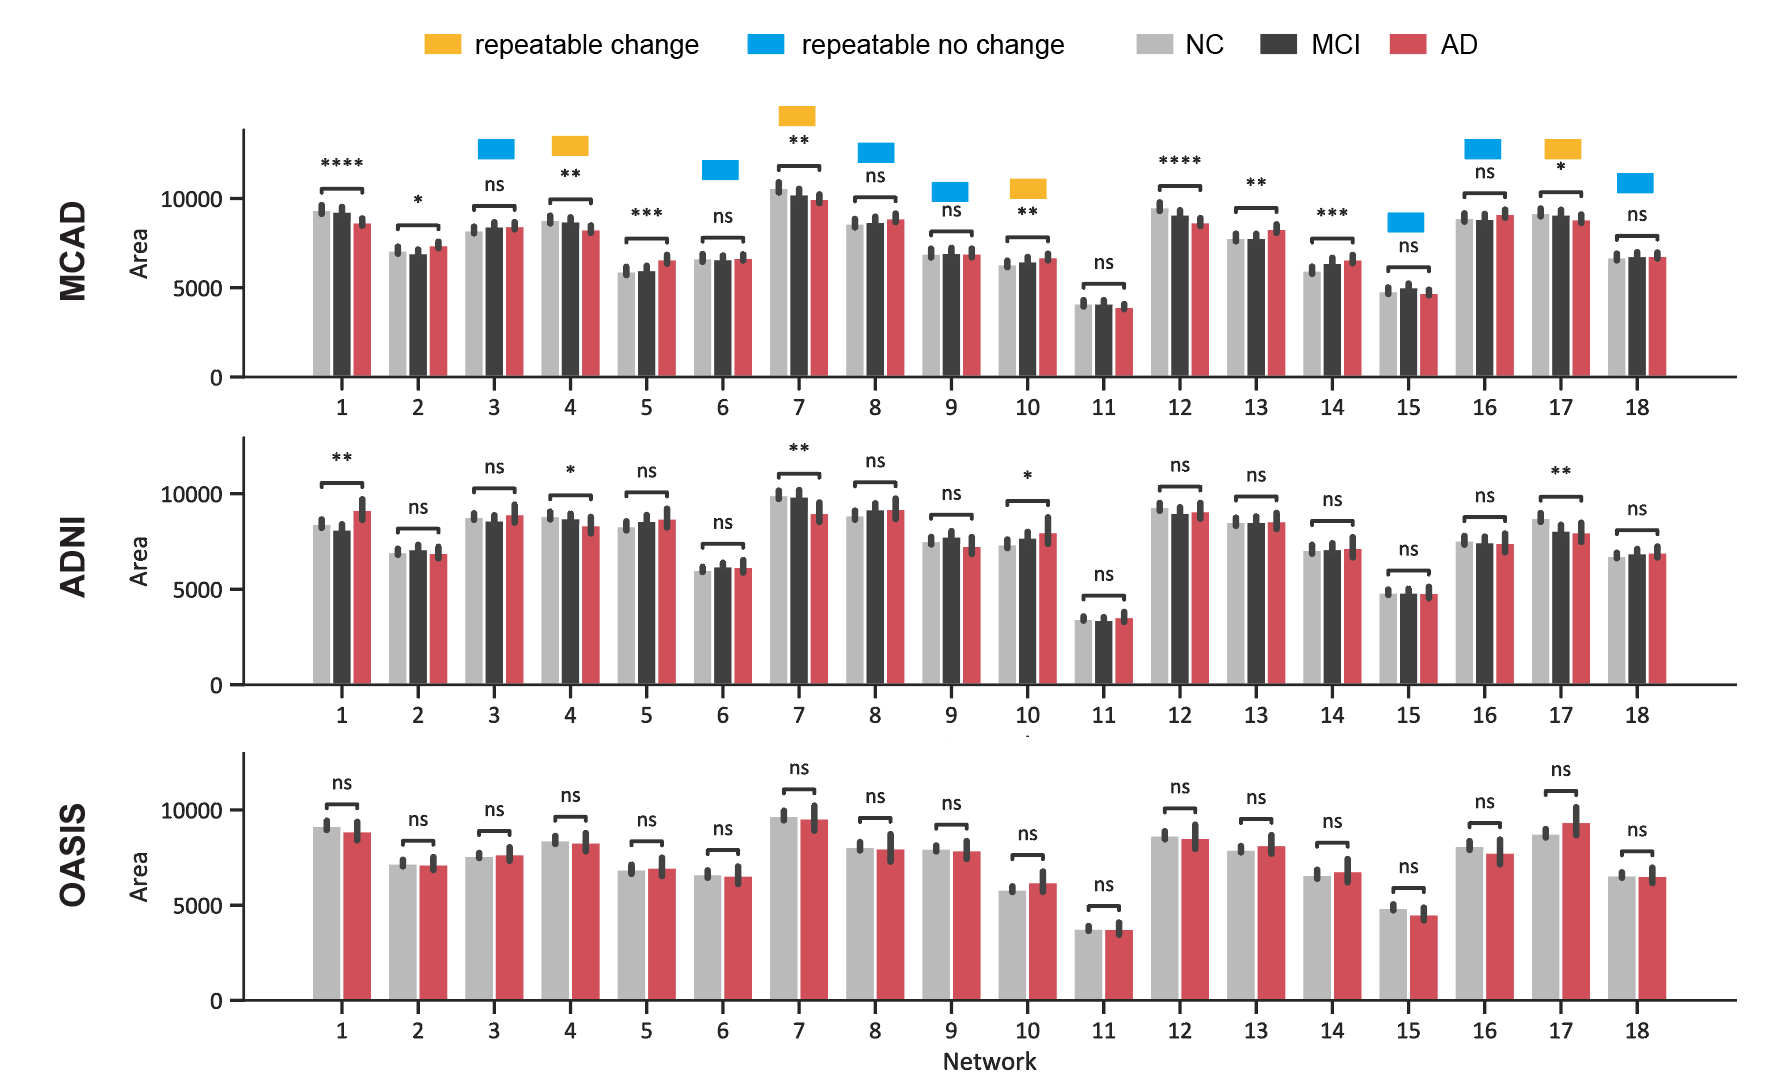 repeatable change repeatable no change NC MCI AD
MCAD
Area
10000
5000
0
**** * ns ** *** ns ** ns ns ** ns **** ** *** ns ns * ns
1 2 3 4 5 6 7 8 9 10 11 12 13 14 15 16 17 18
ADNI
Area
10000
5000
0
** ns ns * ns ns ** ns ns * ns ns ns ns ns ns ** ns
1 2 3 4 5 6 7 8 9 10 11 12 13 14 15 16 17 18
OASIS
Area
10000
5000
0
ns ns ns ns ns ns ns ns ns ns ns ns ns ns ns ns ns ns
1 2 3 4 5 6 7 8 9 10 11 12 13 14 15 16 17 18
Network